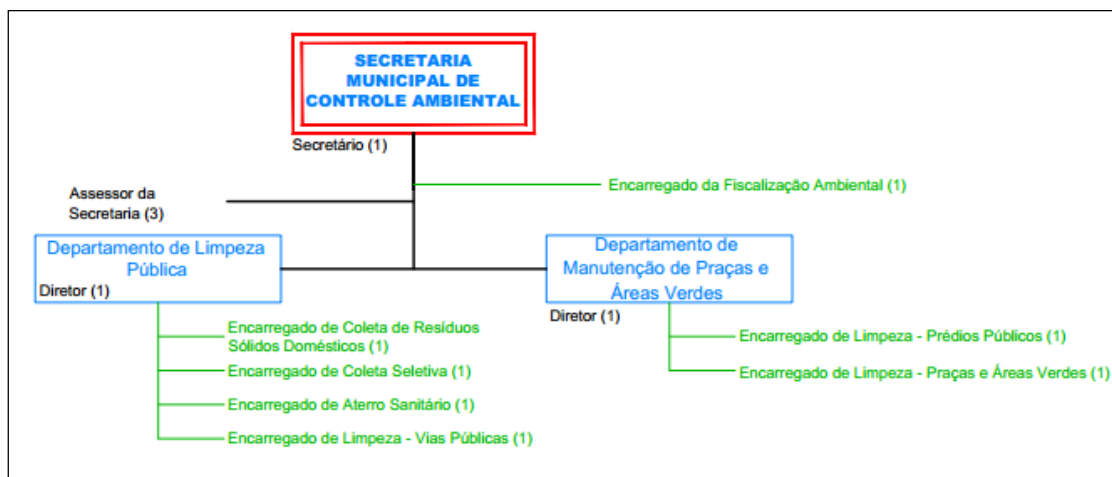 SECRETARIA
MUNICIPAL DE
CONTROLE AMBIENTAL
Secretário (1)
Encarregado da Fiscalização Ambiental (1)
Assessor da
Secretaria (3)
Departamento de Limpeza
Pública
Diretor (1)
Departamento de
Manutenção de Praças e
Áreas Verdes
Diretor (1)
Encarregado de Coleta de Resíduos
Sólidos Domésticos (1)
Encarregado de Coleta Seletiva (1)
Encarregado de Aterro Sanitário (1)
Encarregado de Limpeza - Vias Públicas (1)
Encarregado de Limpeza - Prédios Públicos (1)
Encarregado de Limpeza - Praças e Áreas Verdes (1)